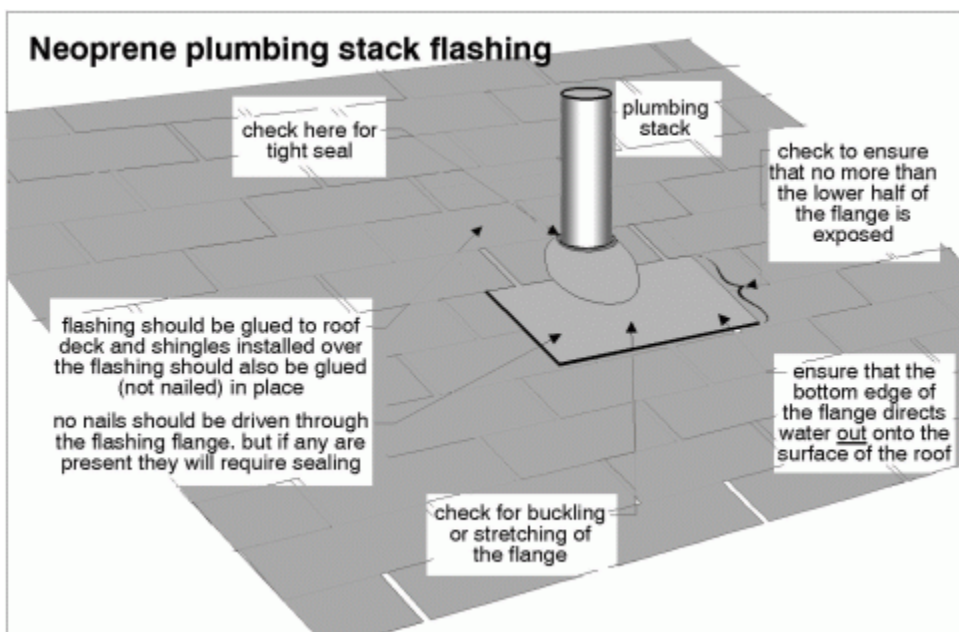 Neoprene plumbing stack flashing
check here for
tight seal
plumbing
stack
check to ensure
that no more than
the lower half of
the flange is
exposed
flashing should be glued to roof
deck and shingles installed over
the flashing should also be glued
(not nailed) in place
no nails should be driven through
the flashing flange. but if any are
present they will require sealing
ensure that the
bottom edge of
the flange directs
water out onto the
surface of the roof
check for buckling
or stretching of
the flange